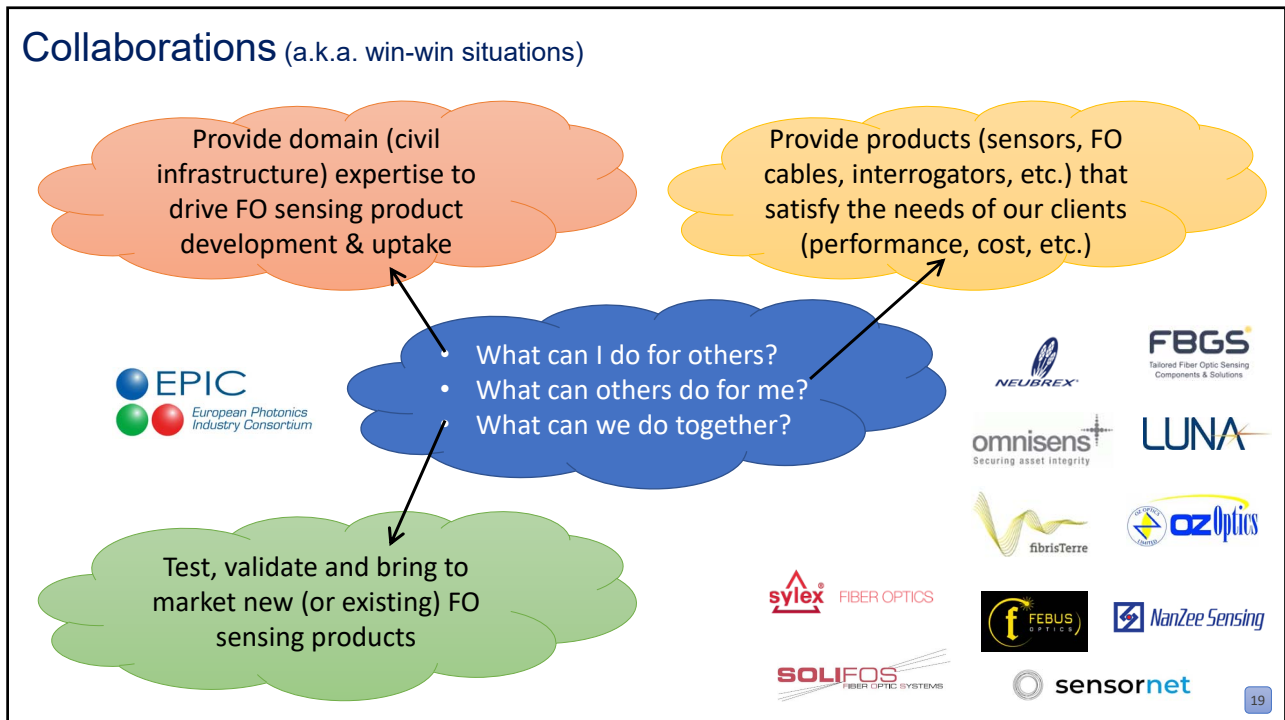 Collaborations (a.k.a. win-win situations)
Provide domain (civil
infrastructure) expertise to
drive FO sensing product
development & uptake
Provide products (sensors, FO
cables, interrogators, etc.) that
satisfy the needs of our clients
(performance, cost, etc.)
• What can I do for others?
• What can others do for me?
• What can we do together?
EPIC
European Photonics
Industry Consortium
Test, validate and bring to
market new (or existing) FO
sensing products
NEUBREX®
FBGS
Tailored Fiber Optic Sensing
Components & Solutions
omnisens
Securing asset integrity
LUNA
fibrisTerre
OZ OPTICS
LIMITED
OZ Optics
sylex® FIBER OPTICS
f FEBUS
OPTICS
NanZee Sensing
SOLIFOS
FIBER OPTIC SYSTEMS
sensornet
19